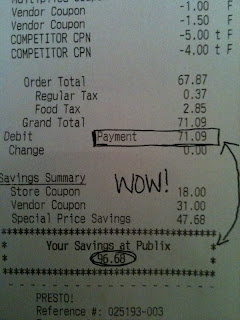 Vendor Coupon -1.00 F
Vendor Coupon -1.50 F
COMPETITOR CPN -5.00 t F
COMPETITOR CPN -4.00 t F
Order Total 67.87
Regular Tax 0.37
Food Tax 2.85
Grand Total 71.09
Debit Payment 71.09
Change 0.00
Savings Summary
WOW!
Store Coupon 18.00
Vendor Coupon 31.00
Special Price Savings 47.68
* Your Savings at Publix *
* 96.68 *
PRESTO!
Reference #: 025193-003